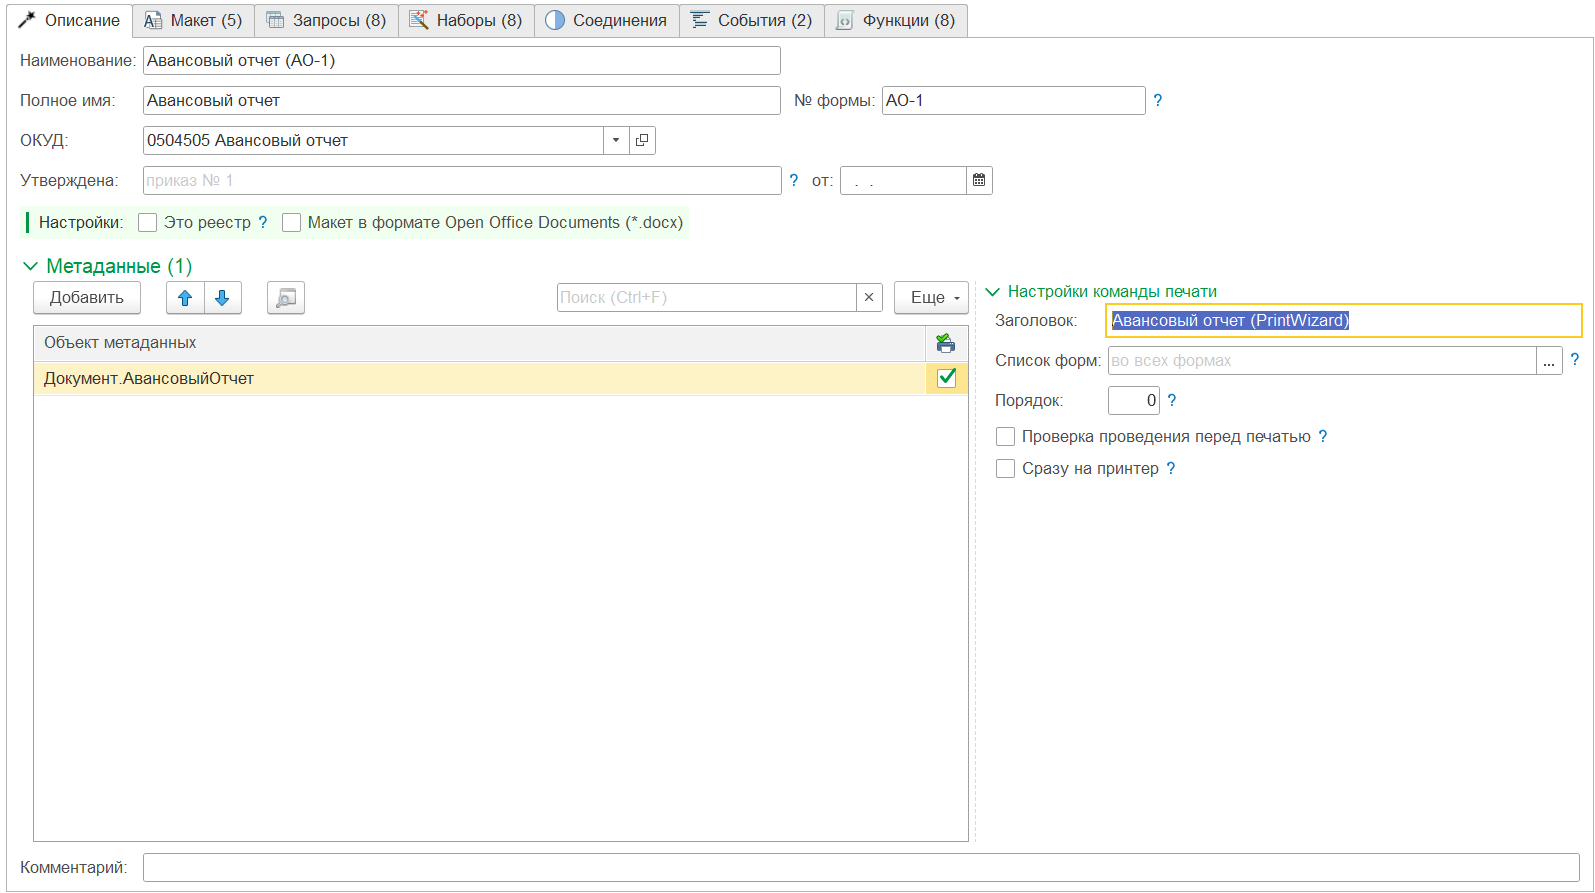 Описание Макет (5) Запросы (8) Наборы (8) Соединения События (2) Функции (8)
Наименование: Авансовый отчет (АО-1)
Полное имя: Авансовый отчет № формы: АО-1 ?
ОКУД: 0504505 Авансовый отчет
Утверждена: приказ № 1 ? от: . .
Настройки: Это реестр ? Макет в формате Open Office Documents (*.docx)
Метаданные (1)
Добавить Поиск (Ctrl+F) × Еще
Объект метаданных
Документ.АвансовыйОтчет
Настройки команды печати
Заголовок: Авансовый отчет (PrintWizard)
Список форм: во всех формах ... ?
Порядок: 0 ?
Проверка проведения перед печатью ?
Сразу на принтер ?
Комментарий: